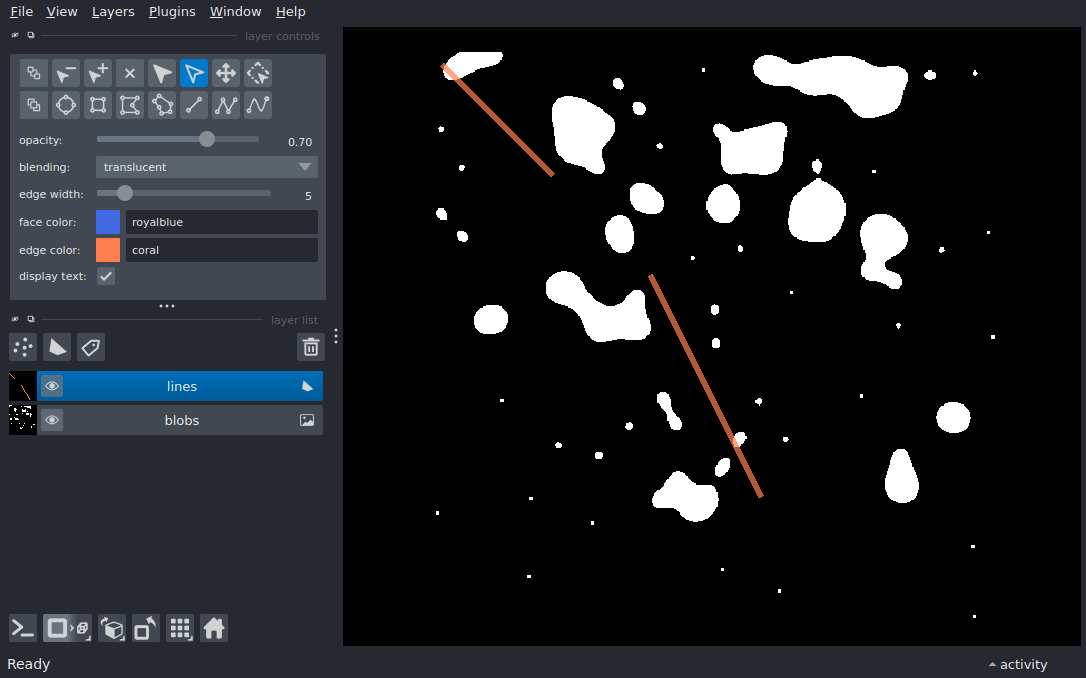 File View Layers Plugins Window Help
layer controls
opacity: 0.70
blending: translucent
edge width: 5
face color: royalblue
edge color: coral
display text:
layer list
lines
blobs
Ready activity